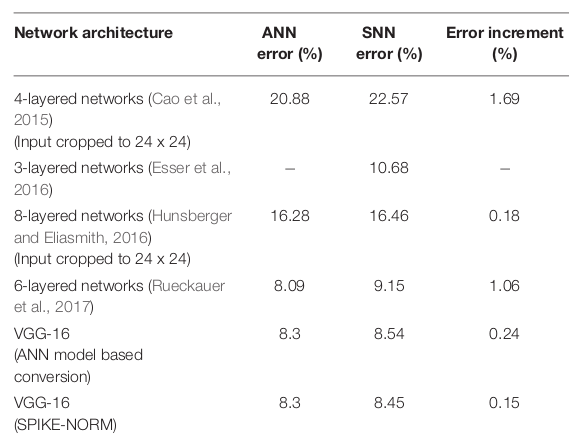 Network architecture ANN error (%) SNN error (%) Error increment (%)
4-layered networks (Cao et al., 2015) (Input cropped to 24 x 24) 20.88 22.57 1.69
3-layered networks (Esser et al., 2016) – 10.68 –
8-layered networks (Hunsberger and Eliasmith, 2016) (Input cropped to 24 x 24) 16.28 16.46 0.18
6-layered networks (Rueckauer et al., 2017) 8.09 9.15 1.06
VGG-16 (ANN model based conversion) 8.3 8.54 0.24
VGG-16 (SPIKE-NORM) 8.3 8.45 0.15